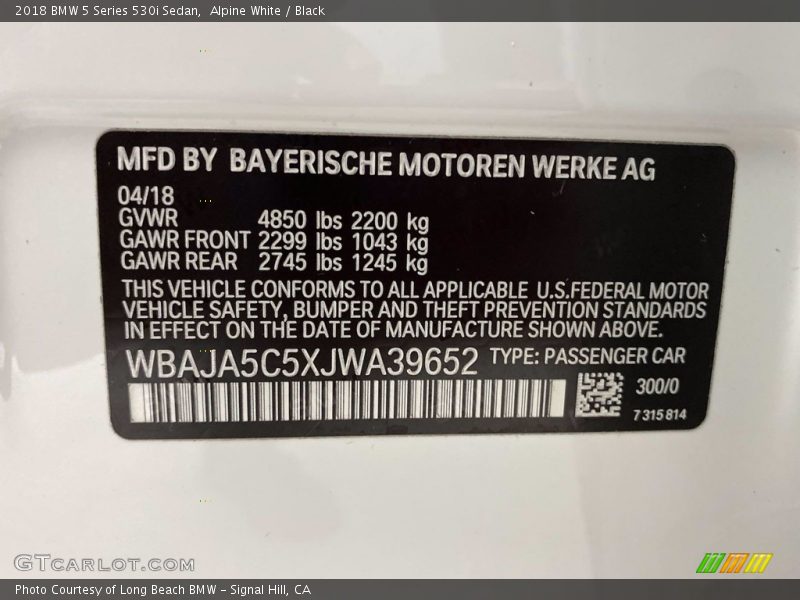 2018 BMW 5 Series 530i Sedan,  Alpine White / Black
MFD BY BAYERISCHE MOTOREN WERKE AG
04/18
GVWR 4850 lbs 2200 kg
GAWR FRONT 2299 lbs 1043 kg
GAWR REAR 2745 lbs 1245 kg
THIS VEHICLE CONFORMS TO ALL APPLICABLE U.S.FEDERAL MOTOR
VEHICLE SAFETY, BUMPER AND THEFT PREVENTION STANDARDS
IN EFFECT ON THE DATE OF MANUFACTURE SHOWN ABOVE.
WBAJA5C5XJWA39652 TYPE: PASSENGER CAR
300/0
7 315 814
GTCARLOT.COM
Photo Courtesy of Long Beach BMW - Signal Hill, CA